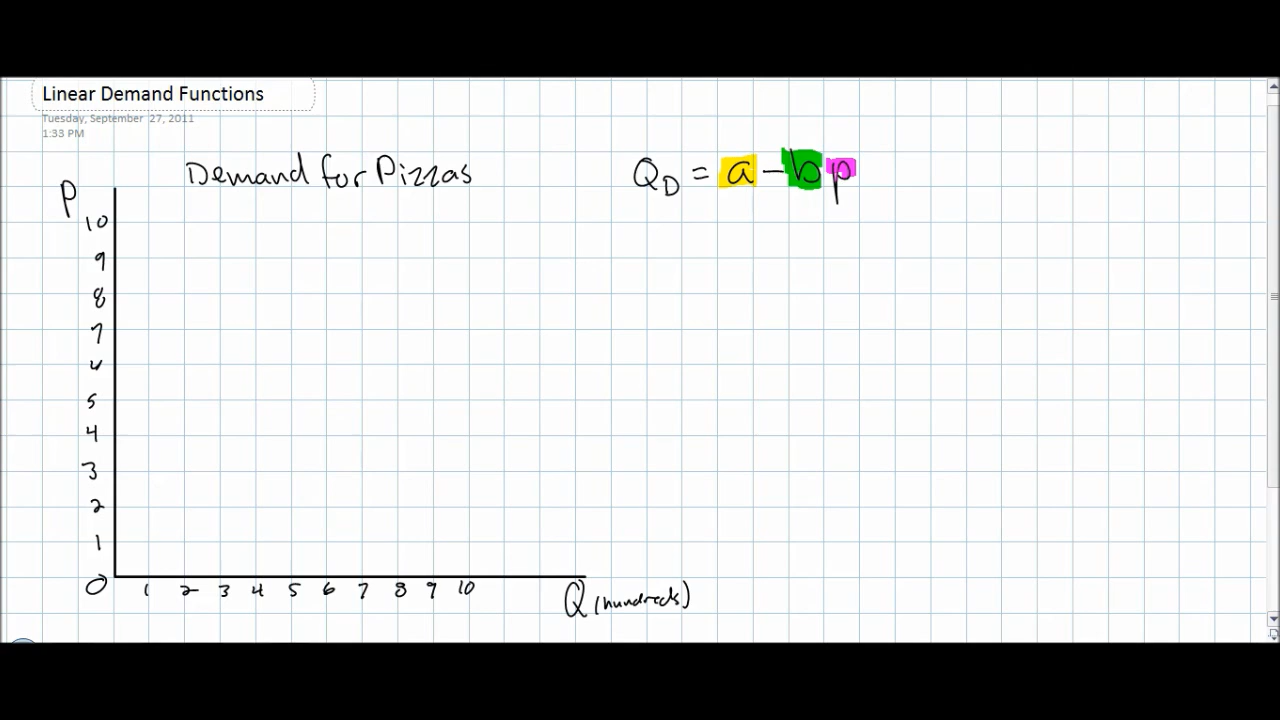 Linear Demand Functions
Tuesday, September 27, 2011
1:33 PM
Demand for Pizzas
Q_D = a - bp
P
10
9
8
7
6
5
4
3
2
1
0
1 2 3 4 5 6 7 8 9 10
Q (hundreds)